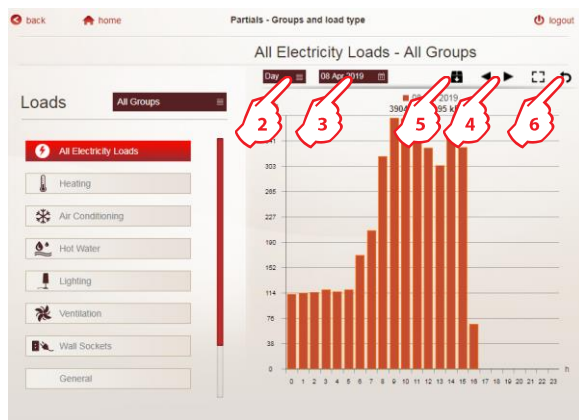 back
home
Partials - Groups and load type
logout
All Electricity Loads - All Groups
Day
08 Apr 2019
Loads
All Groups
2019
3904
2
3
5
4
6
All Electricity Loads
Heating
Air Conditioning
Hot Water
Lighting
Ventilation
Wall Sockets
General
303
265
227
190
152
114
76
38
0
0 1 2 3 4 5 6 7 8 9 10 11 12 13 14 15 16 17 18 19 20 21 22 23 h